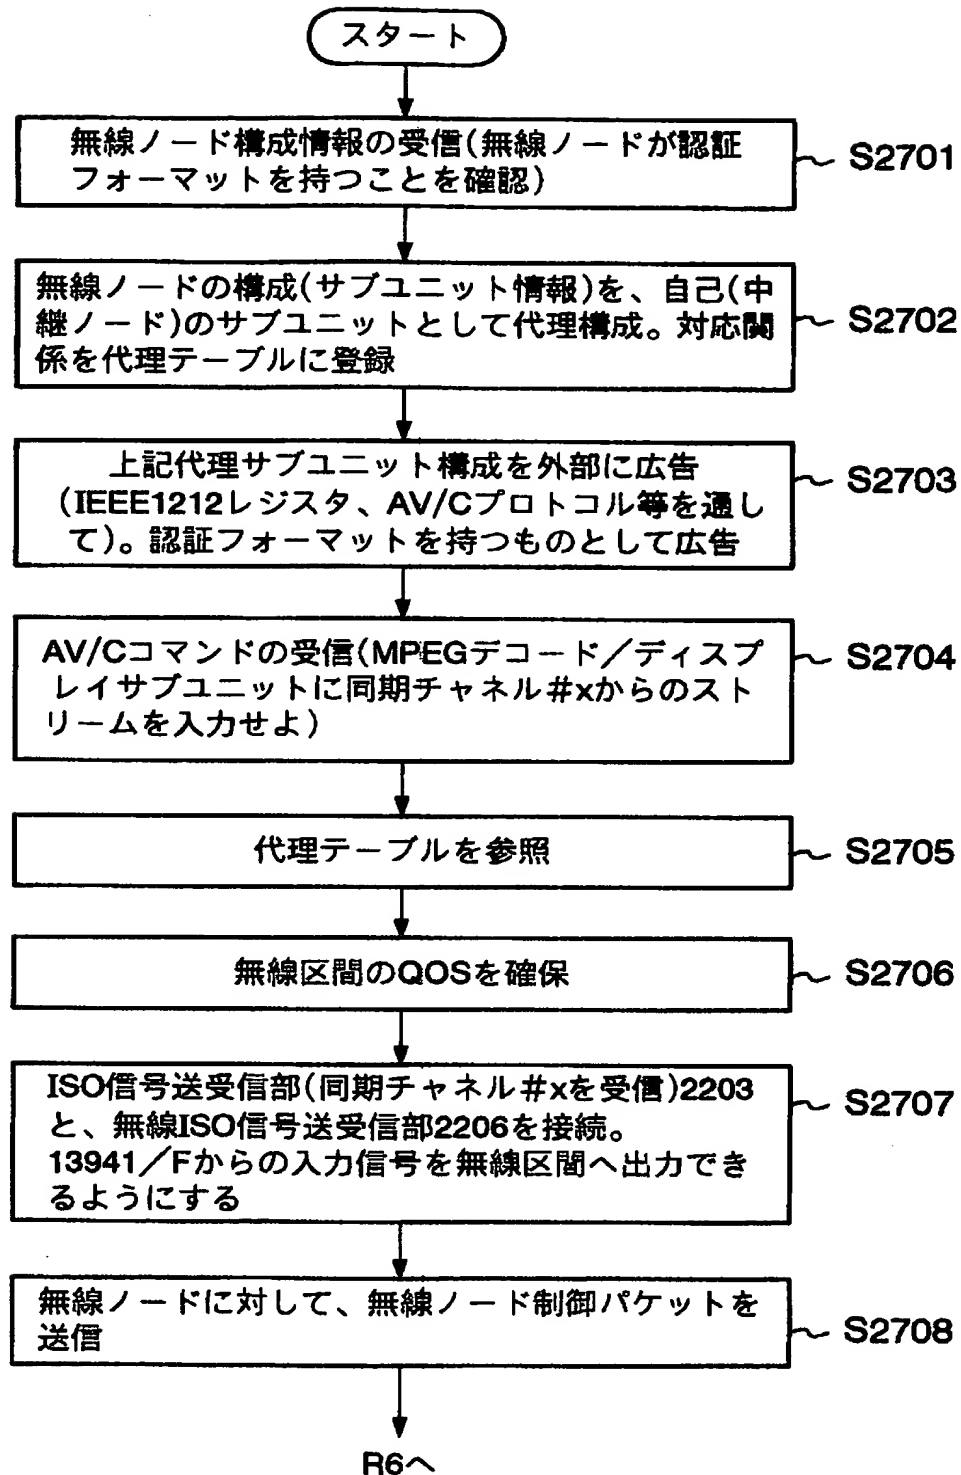 スタート
無線ノード構成情報の受信(無線ノードが認証
フォーマットを持つことを確認)
S2701
無線ノードの構成(サブユニット情報)を、自己(中
継ノード)のサブユニットとして代理構成。対応関
係を代理テーブルに登録
S2702
上記代理サブユニット構成を外部に広告
(IEEE1212レジスタ、AV/Cプロトコル等を通し
て)。認証フォーマットを持つものとして広告
S2703
AV/Cコマンドの受信(MPEGデコード／ディスプ
レイサブユニットに同期チャネル#xからのスト
リームを入力せよ)
S2704
代理テーブルを参照
S2705
無線区間のQOSを確保
S2706
ISO信号送受信部(同期チャネル#xを受信)2203
と、無線ISO信号送受信部2206を接続。
13941／Fからの入力信号を無線区間へ出力でき
るようにする
S2707
無線ノードに対して、無線ノード制御パケットを
送信
S2708
R6へ